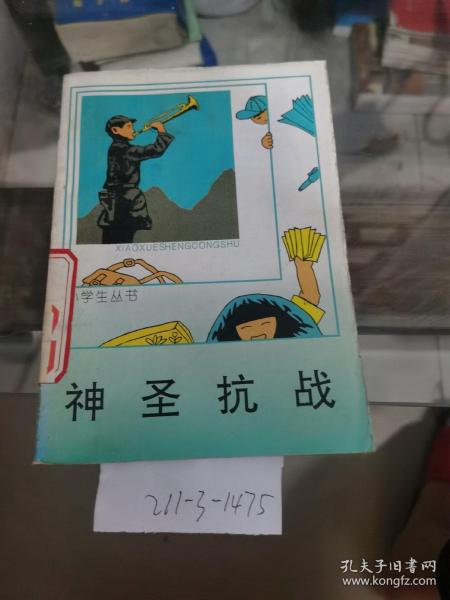 XIAOXUESHENGCONGSHU
小学生丛书
神圣抗战
211-3-1475
孔夫子旧书网
www.kongfz.com